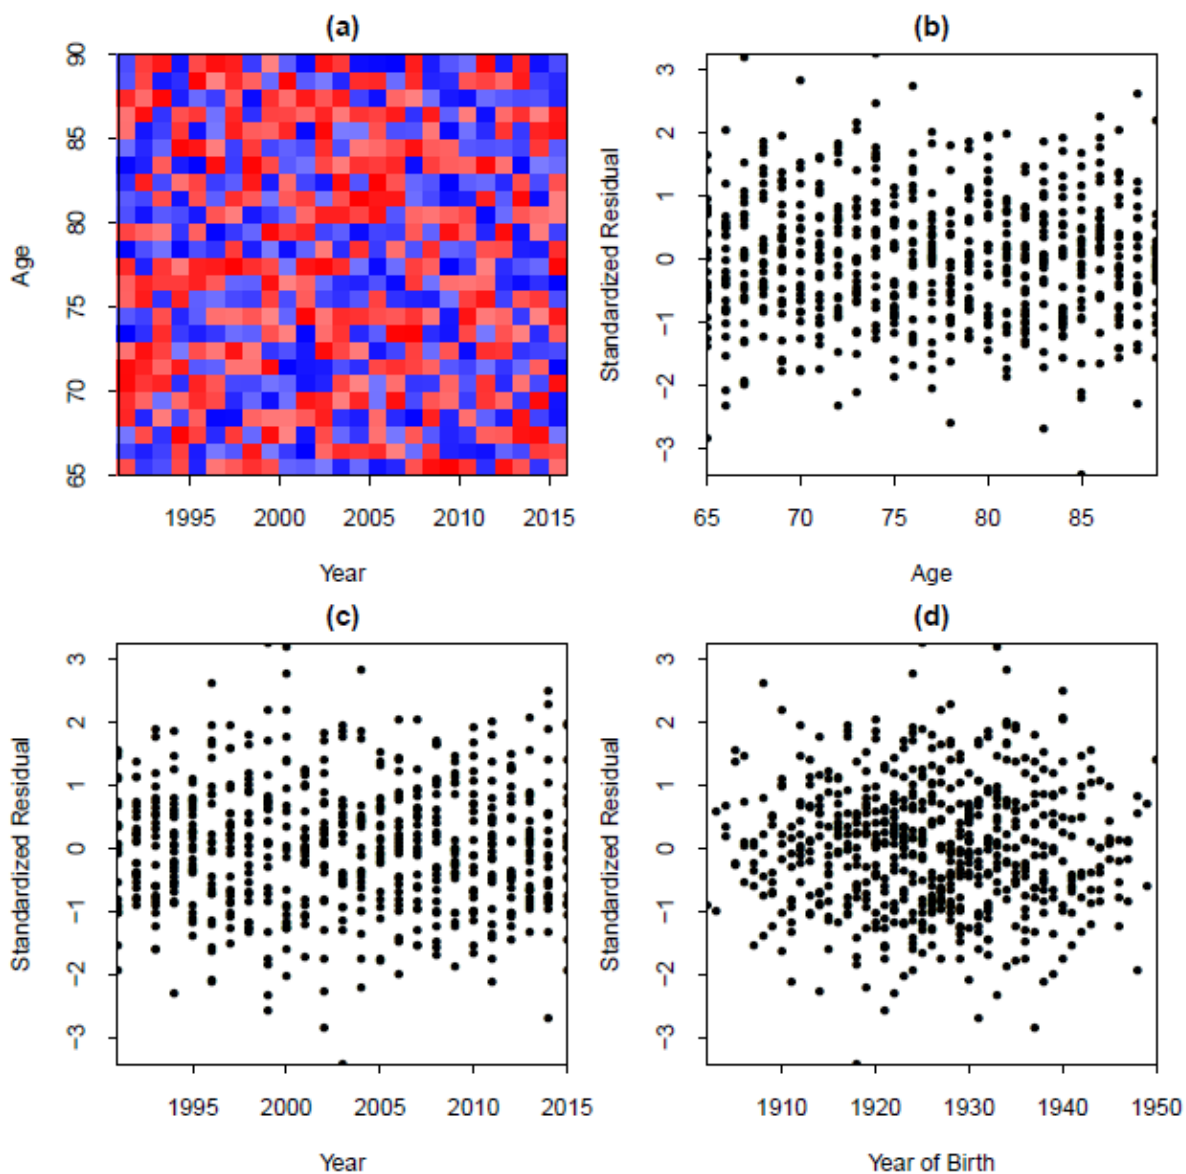 (a)
90
85
80
75
70
65
Age
1995 2000 2005 2010 2015
Year
(b)
3
2
1
0
−1
−2
−3
Standardized Residual
65 70 75 80 85
Age
(c)
3
2
1
0
−1
−2
−3
Standardized Residual
1995 2000 2005 2010 2015
Year
(d)
3
2
1
0
−1
−2
−3
Standardized Residual
1910 1920 1930 1940 1950
Year of Birth